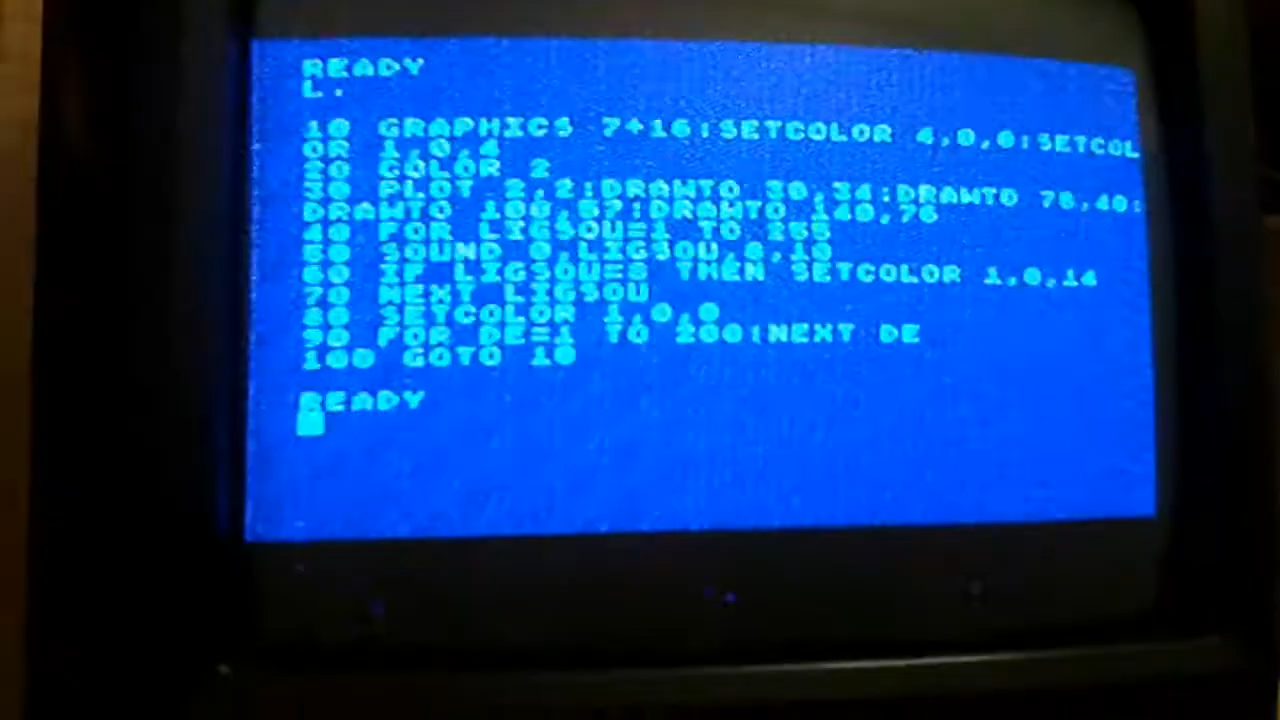 READY
L.
10 GRAPHICS 7+16:SETCOLOR 4,0,0:SETCOL
OR 1,0,4
20 COLOR 2
30 PLOT 2,2:DRAWTO 30,34:DRAWTO 78,40:
DRAWTO 100,67:DRAWTO 140,76
40 FOR LIGSOU=1 TO 255
50 SOUND 0,LIGSOU,8,10
60 IF LIGSOU=8 THEN SETCOLOR 1,0,14
70 NEXT LIGSOU
80 SETCOLOR 1,0,0
90 FOR DE=1 TO 200:NEXT DE
100 GOTO 10
READY